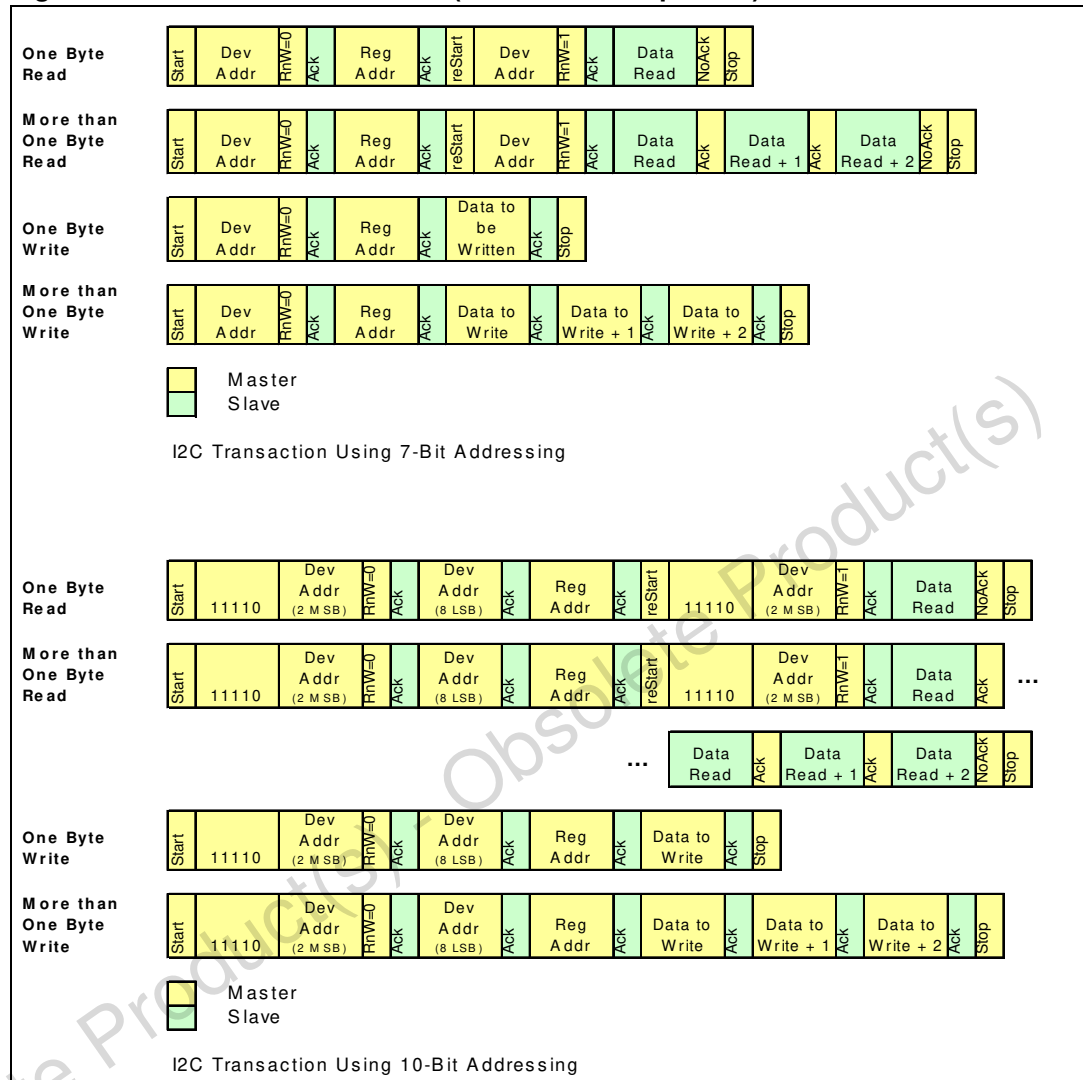 One Byte Read
Start Dev Addr RnW=0 Ack Reg Addr Ack reStart Dev Addr RnW=1 Ack Data Read NoAck Stop
More than One Byte Read
Start Dev Addr RnW=0 Ack Reg Addr Ack reStart Dev Addr RnW=1 Ack Data Read Ack Data Read + 1 Ack Data Read + 2 NoAck Stop
One Byte Write
Start Dev Addr RnW=0 Ack Reg Addr Ack Data to be Written Ack Stop
More than One Byte Write
Start Dev Addr RnW=0 Ack Reg Addr Ack Data to Write Ack Data to Write + 1 Ack Data to Write + 2 Ack Stop
Master
Slave
I2C Transaction Using 7-Bit Addressing
One Byte Read
Start 11110 Dev Addr (2 MSB) RnW=0 Ack Dev Addr (8 LSB) Ack Reg Addr Ack reStart 11110 Dev Addr (2 MSB) RnW=1 Ack Data Read NoAck Stop
More than One Byte Read
Start 11110 Dev Addr (2 MSB) RnW=0 Ack Dev Addr (8 LSB) Ack Reg Addr Ack reStart 11110 Dev Addr (2 MSB) RnW=1 Ack Data Read Ack ...
... Data Read Ack Data Read + 1 Ack Data Read + 2 NoAck Stop
One Byte Write
Start 11110 Dev Addr (2 MSB) RnW=0 Ack Dev Addr (8 LSB) Ack Reg Addr Ack Data to Write Ack Stop
More than One Byte Write
Start 11110 Dev Addr (2 MSB) RnW=0 Ack Dev Addr (8 LSB) Ack Reg Addr Ack Data to Write Ack Data to Write + 1 Ack Data to Write + 2 Ack Stop
Master
Slave
I2C Transaction Using 10-Bit Addressing
Product(s) - Obsolete Product(s)